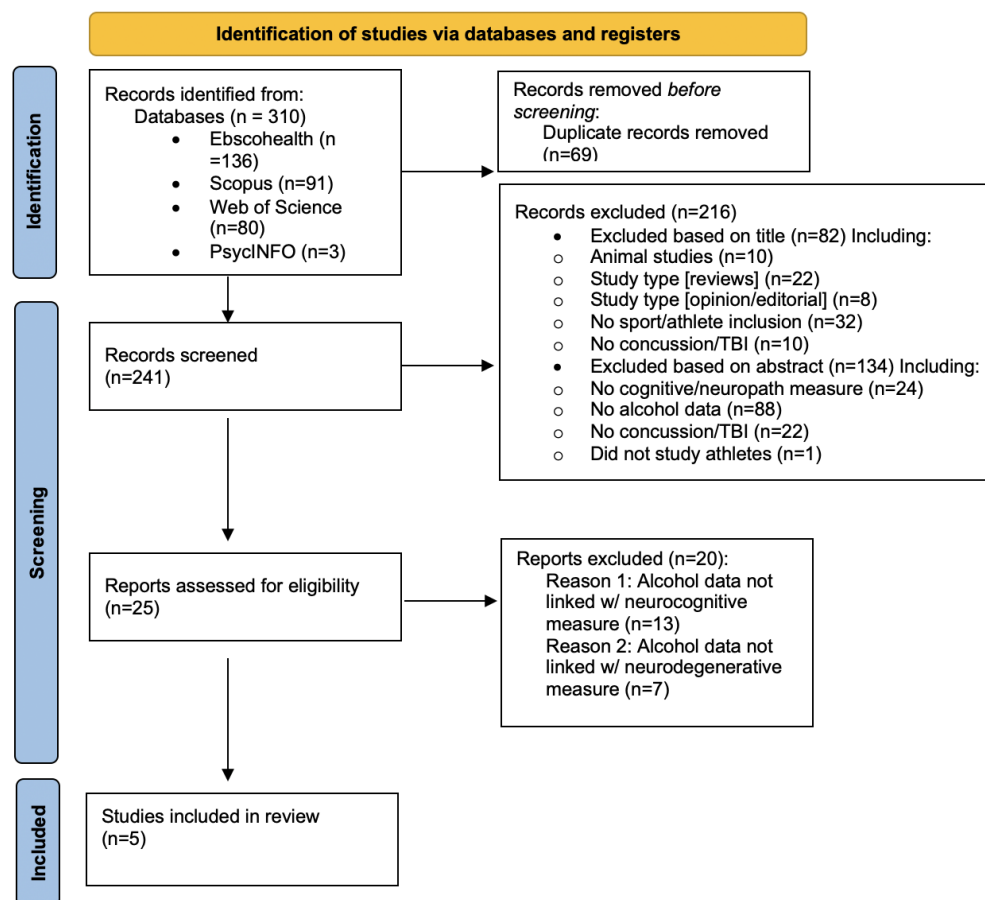 Identification of studies via databases and registers
Identification
Records identified from:
Databases (n = 310)
• Ebscohealth (n
=136)
• Scopus (n=91)
• Web of Science
(n=80)
• PsycINFO (n=3)
Records removed before
screening:
Duplicate records removed
(n=69)
Screening
Records screened
(n=241)
Records excluded (n=216)
• Excluded based on title (n=82) Including:
o Animal studies (n=10)
o Study type [reviews] (n=22)
o Study type [opinion/editorial] (n=8)
o No sport/athlete inclusion (n=32)
o No concussion/TBI (n=10)
• Excluded based on abstract (n=134) Including:
o No cognitive/neuropath measure (n=24)
o No alcohol data (n=88)
o No concussion/TBI (n=22)
o Did not study athletes (n=1)
Reports assessed for eligibility
(n=25)
Reports excluded (n=20):
Reason 1: Alcohol data not
linked w/ neurocognitive
measure (n=13)
Reason 2: Alcohol data not
linked w/ neurodegenerative
measure (n=7)
Included
Studies included in review
(n=5)